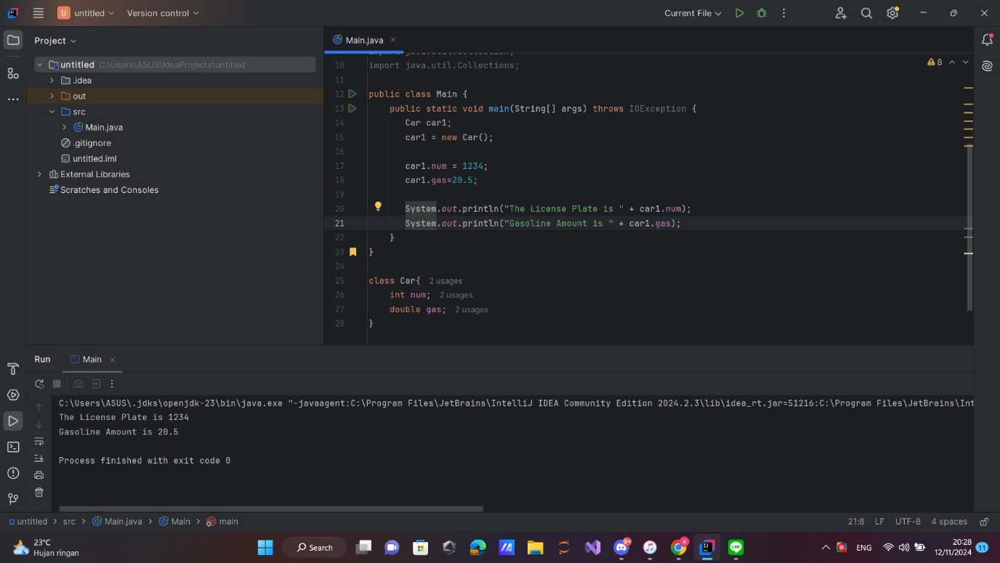 U untitled Version control Current File
Project
Main.java
untitled C:\Users\ASUS\IdeaProjects\untitled
.idea
out
src
Main.java
.gitignore
untitled.iml
External Libraries
Scratches and Consoles
8
10 import java.util.Collections;
11
12 public class Main {
13 public static void main(String[] args) throws IOException {
14 Car car1;
15 car1 = new Car();
16
17 car1.num = 1234;
18 car1.gas=20.5;
19
20 System.out.println("The License Plate is " + car1.num);
21 System.out.println("Gasoline Amount is " + car1.gas);
22 }
23 }
24
25 class Car{ 2 usages
26 int num; 2 usages
27 double gas; 2 usages
28 }
Run Main
C:\Users\ASUS\.jdks\openjdk-23\bin\java.exe "-javaagent:C:\Program Files\JetBrains\IntelliJ IDEA Community Edition 2024.2.3\lib\idea_rt.jar=51216:C:\Program Files\JetBrains\Int
The License Plate is 1234
Gasoline Amount is 20.5
Process finished with exit code 0
untitled > src > Main.java > Main > main 21:8 LF UTF-8 4 spaces
23°C
Hujan ringan
Search
ENG
20:28
12/11/2024
11